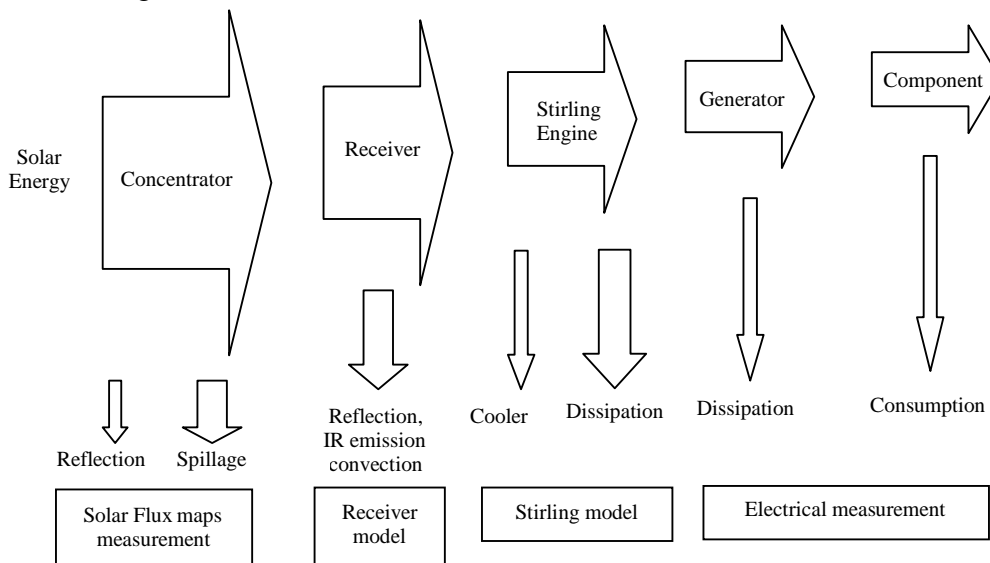 Solar
Energy
Concentrator
Receiver
Stirling
Engine
Generator
Component
Reflection
Spillage
Reflection,
IR emission
convection
Cooler
Dissipation
Dissipation
Consumption
Solar Flux maps
measurement
Receiver
model
Stirling model
Electrical measurement